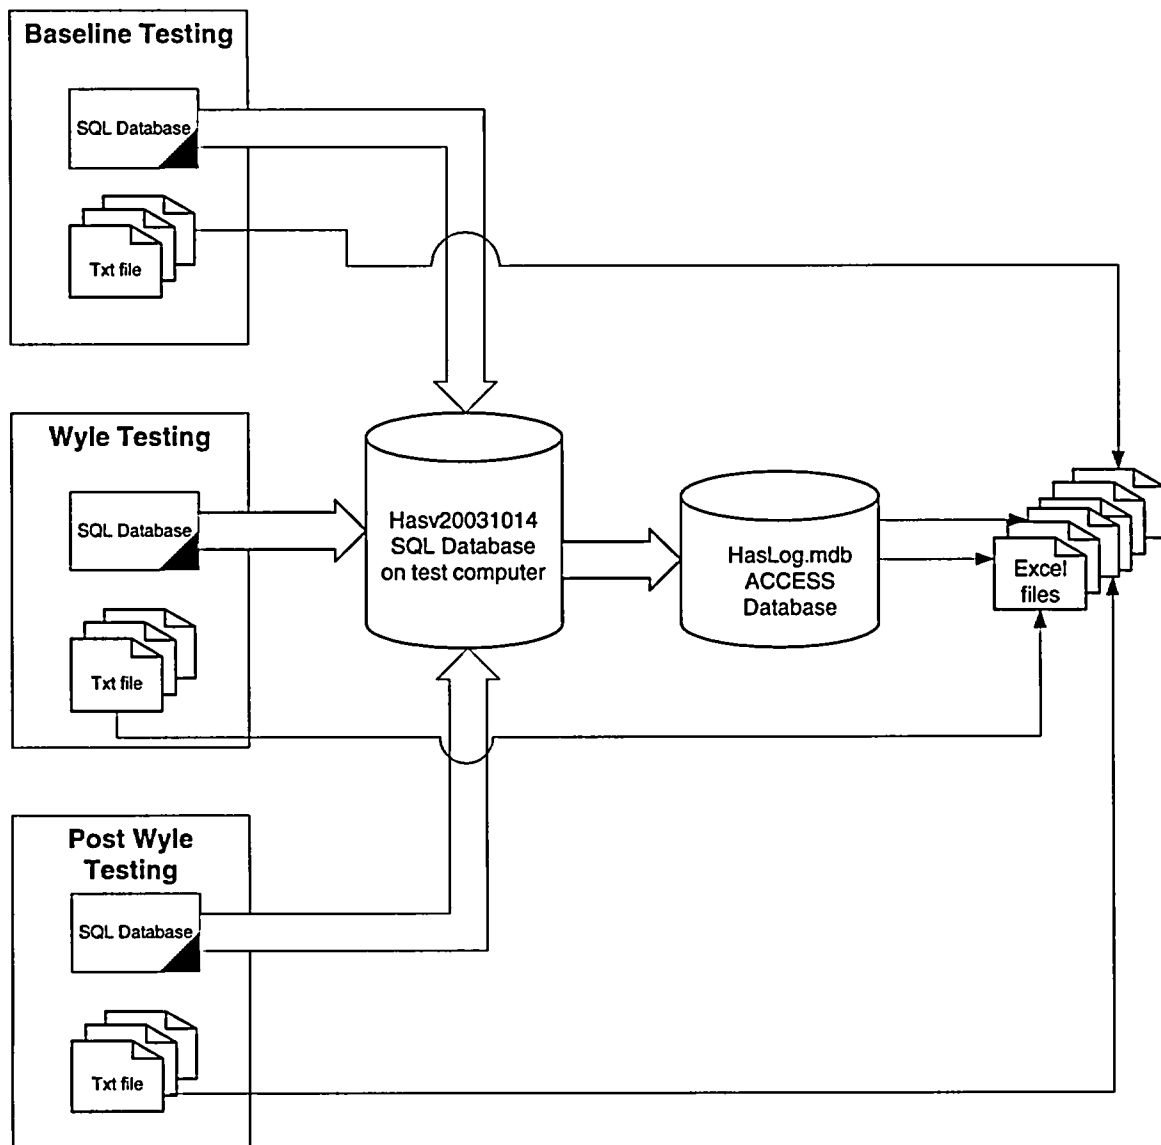 Baseline Testing
SQL Database
Txt file
Wyle Testing
SQL Database
Txt file
Post Wyle
Testing
SQL Database
Txt file
Hasv20031014
SQL Database
on test computer
HasLog.mdb
ACCESS
Database
Excel
files